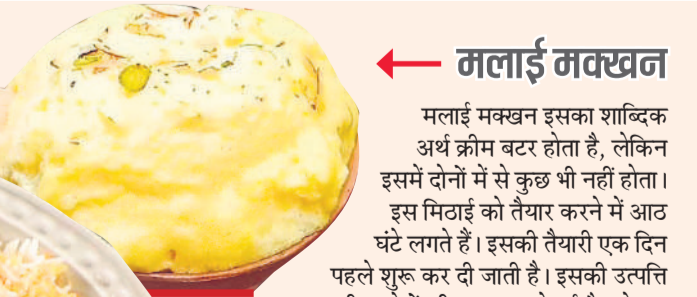 मलाई मक्खन
मलाई मक्खन इसका शाब्दिक
अर्थ क्रीम बटर होता है, लेकिन
इसमें दोनों में से कुछ भी नहीं होता।
इस मिठाई को तैयार करने में आठ
घंटे लगते हैं। इसकी तैयारी एक दिन
पहले शुरू कर दी जाती है। इसकी उत्पत्ति